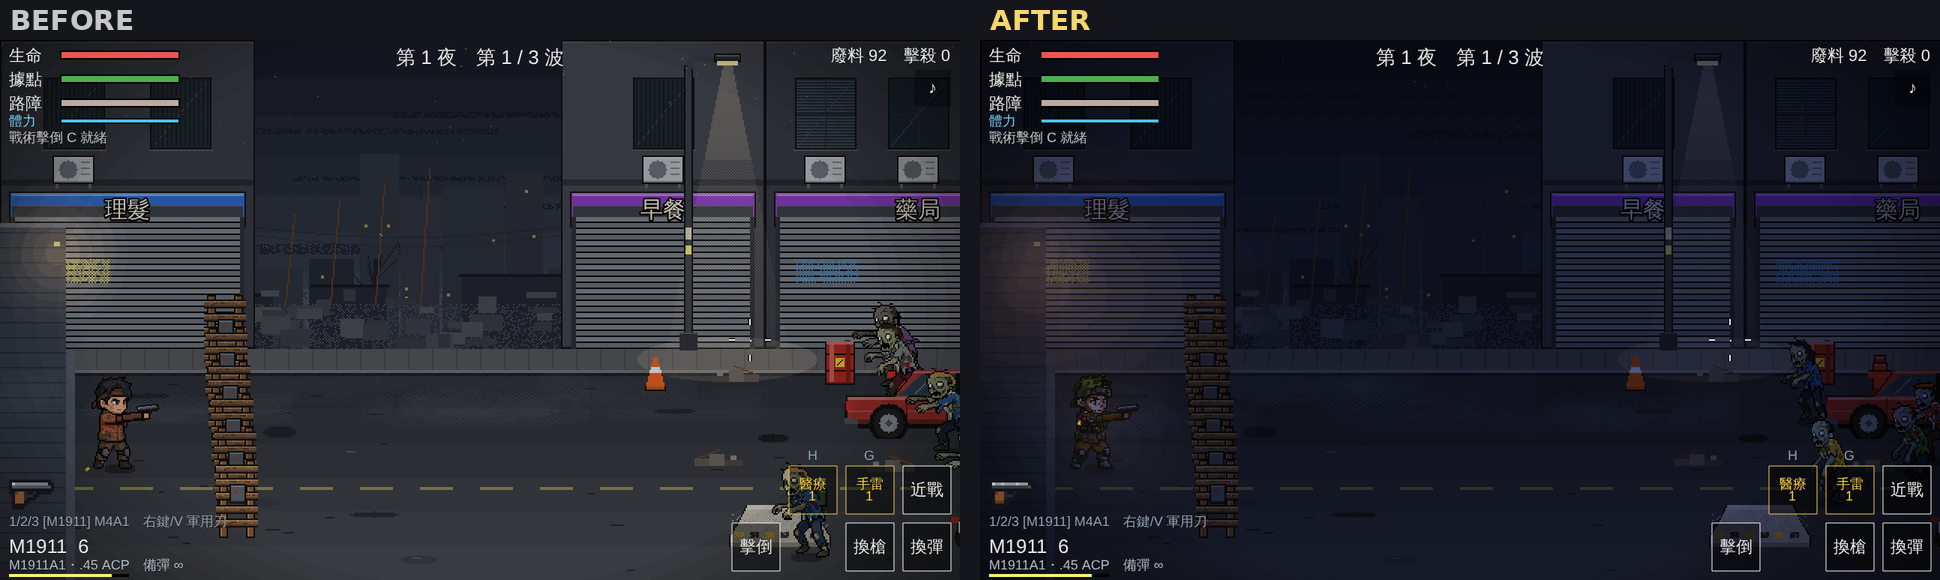 BEFORE
生命
據點
路障
體力
戰術擊倒 C 就緒
第 1 夜 第 1 / 3 波
廢料 92 擊殺 0
♪
理髮
早餐
藥局
H
G
醫療
1
手雷
1
近戰
擊倒
換槍
換彈
1/2/3 [M1911] M4A1 右鍵/V 軍用刀
M1911 6
M1911A1・.45 ACP 備彈 ∞
AFTER
生命
據點
路障
體力
戰術擊倒 C 就緒
第 1 夜 第 1 / 3 波
廢料 92 擊殺 0
♪
理髮
早餐
藥局
H
G
醫療
1
手雷
1
近戰
擊倒
換槍
換彈
1/2/3 [M1911] M4A1 右鍵/V 軍用刀
M1911 6
M1911A1・.45 ACP 備彈 ∞